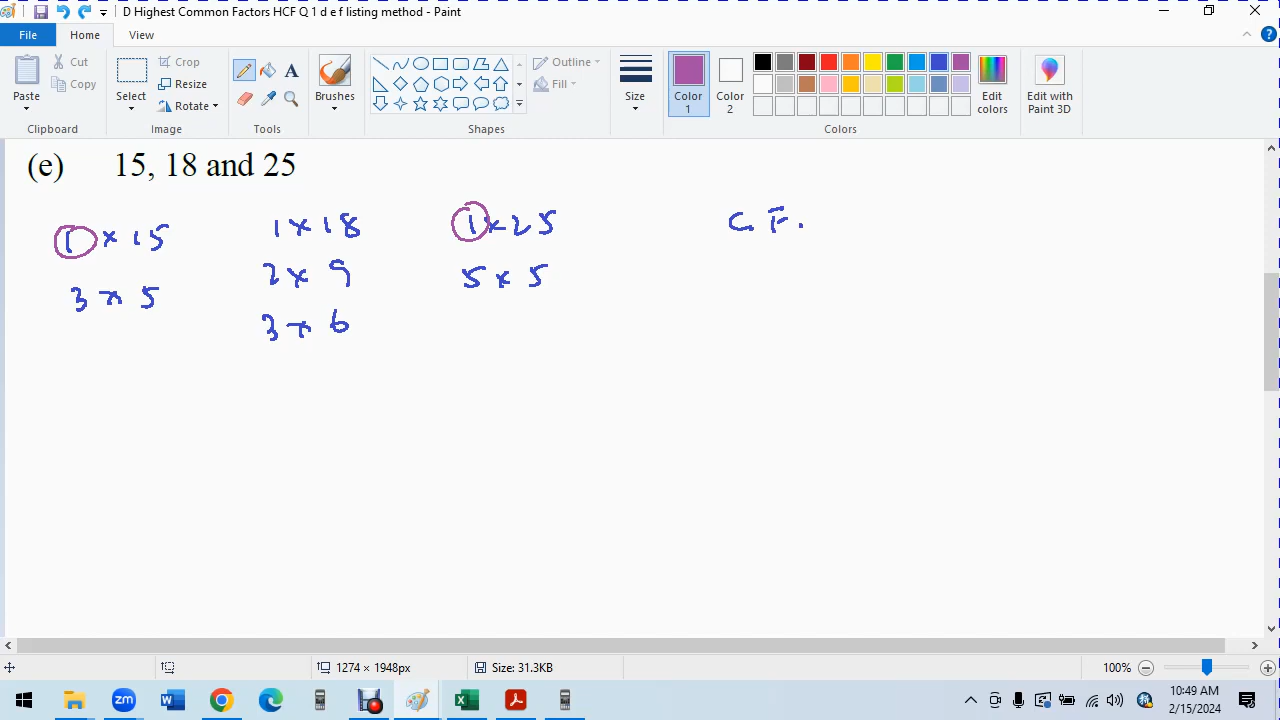 D Highest Common Factors HCF Q 1 d e f listing method - Paint
File Home View
Paste Cut Copy
Clipboard
Select Crop Resize Rotate
Image
A
Tools
Brushes
Shapes
Outline Fill
Size
Color 1
Color 2
Colors
Edit colors
Edit with Paint 3D
(e) 15, 18 and 25
1 × 15 1 × 18 1 × 25 C.F.
3 × 5 2 × 9 5 × 5
3 × 6
1274 × 1948px Size: 31.3KB 100%
zm W X
10:49 AM
2/15/2024